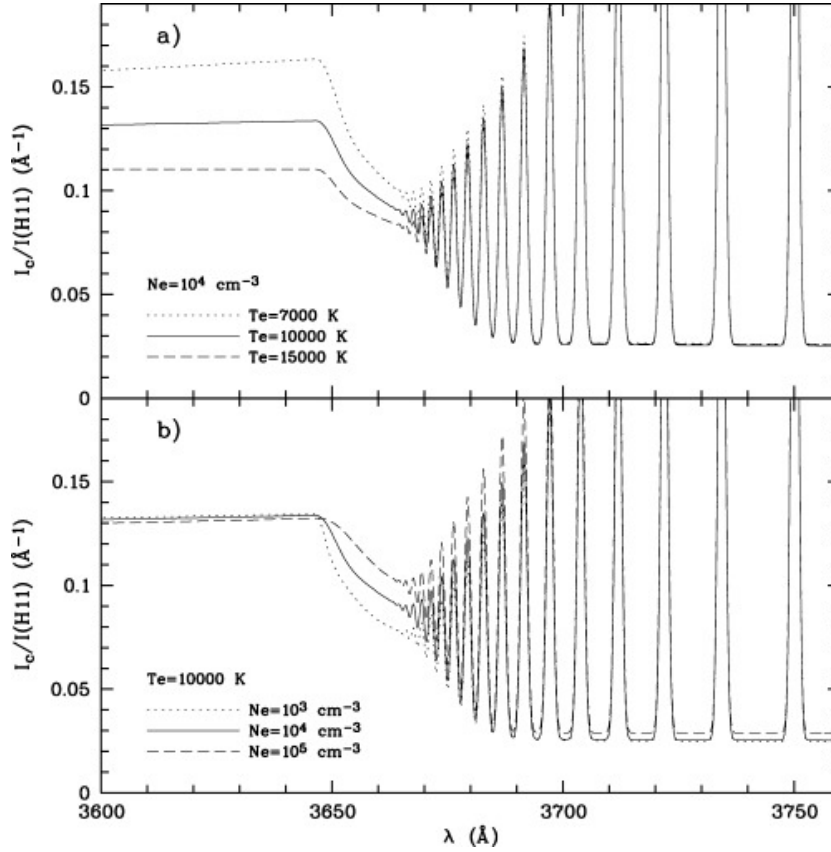 a)
0.15
0.1
0.05
0
I_c/I(H11) (Å⁻¹)
Ne=10⁴ cm⁻³
Te=7000 K
Te=10000 K
Te=15000 K
b)
0.15
0.1
0.05
0
I_c/I(H11) (Å⁻¹)
Te=10000 K
Ne=10³ cm⁻³
Ne=10⁴ cm⁻³
Ne=10⁵ cm⁻³
3600 3650 3700 3750
λ (Å)